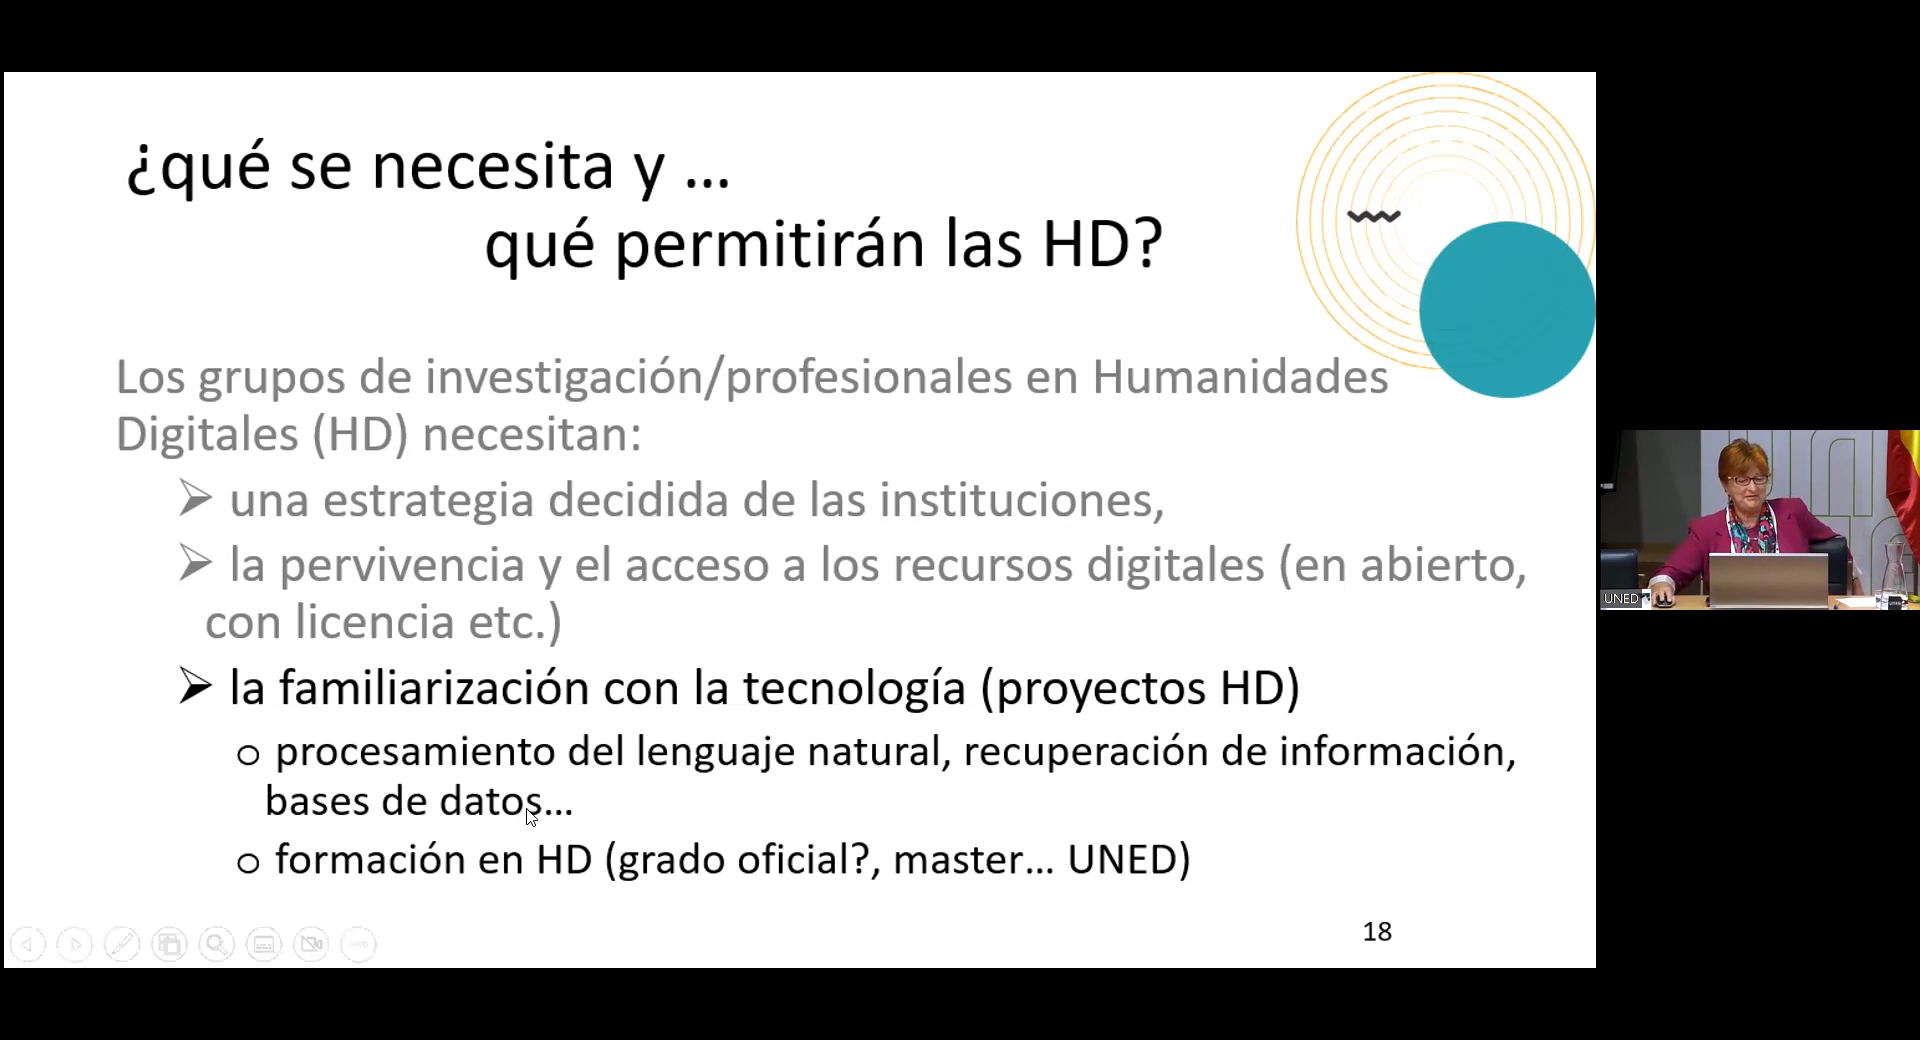 ¿qué se necesita y ...
qué permitirán las HD?
Los grupos de investigación/profesionales en Humanidades
Digitales (HD) necesitan:
➢ una estrategia decidida de las instituciones,
➢ la pervivencia y el acceso a los recursos digitales (en abierto,
con licencia etc.)
➢ la familiarización con la tecnología (proyectos HD)
o procesamiento del lenguaje natural, recuperación de información,
bases de datos...
o formación en HD (grado oficial?, master... UNED)
18
UNED